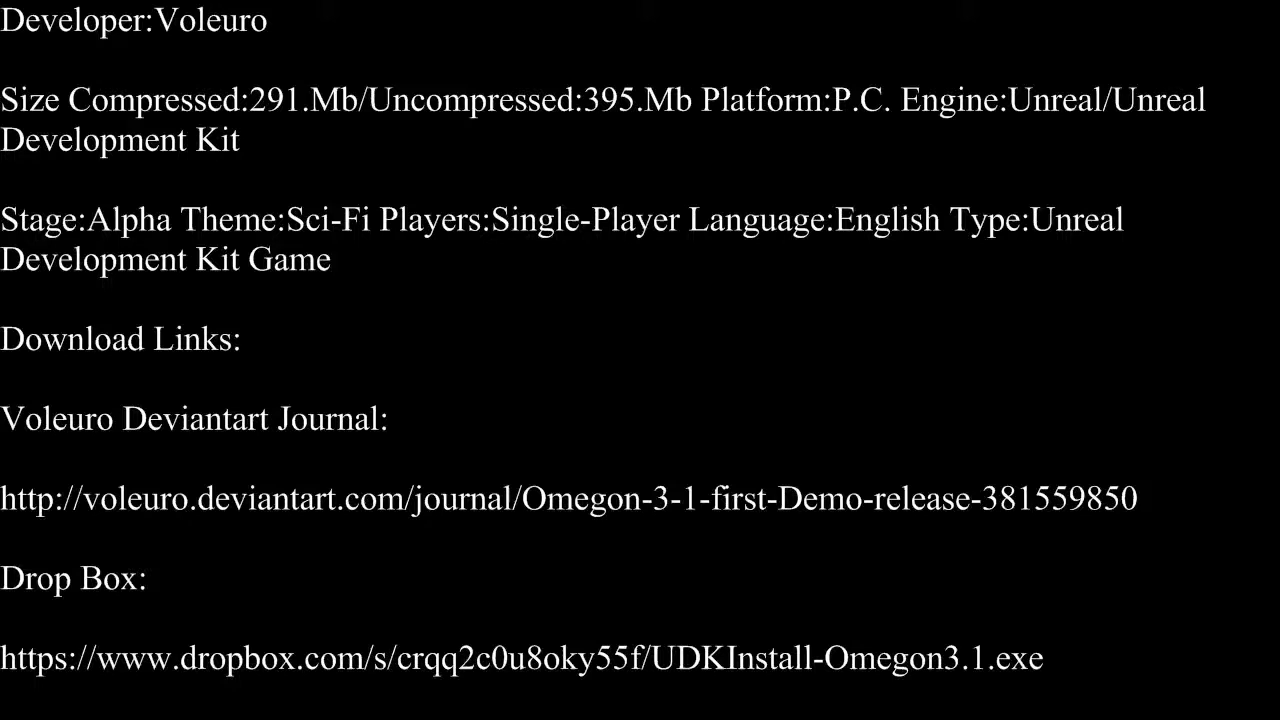 Developer:Voleuro
Size Compressed:291.Mb/Uncompressed:395.Mb Platform:P.C. Engine:Unreal/Unreal
Development Kit
Stage:Alpha Theme:Sci-Fi Players:Single-Player Language:English Type:Unreal
Development Kit Game
Download Links:
Voleuro Deviantart Journal:
http://voleuro.deviantart.com/journal/Omegon-3-1-first-Demo-release-381559850
Drop Box:
https://www.dropbox.com/s/crqq2c0u8oky55f/UDKInstall-Omegon3.1.exe